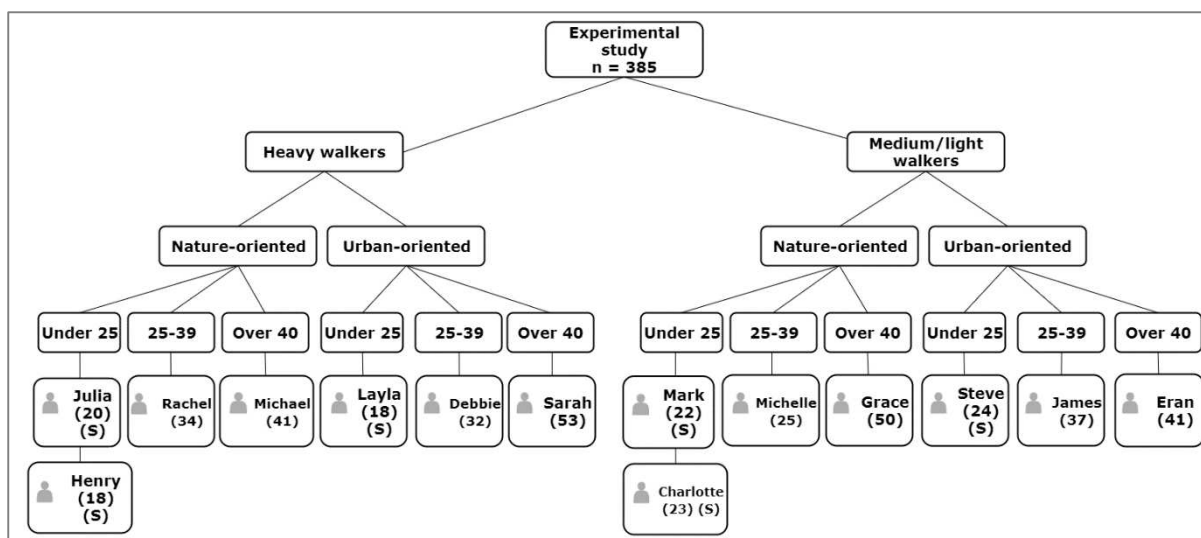 Experimental
study
n = 385
Heavy walkers
Medium/light
walkers
Nature-oriented
Urban-oriented
Nature-oriented
Urban-oriented
Under 25
25-39
Over 40
Under 25
25-39
Over 40
Under 25
25-39
Over 40
Under 25
25-39
Over 40
Julia
(20)
(S)
Rachel
(34)
Michael
(41)
Layla
(18)
(S)
Debbie
(32)
Sarah
(53)
Mark
(22)
(S)
Michelle
(25)
Grace
(50)
Steve
(24)
(S)
James
(37)
Eran
(41)
Henry
(18)
(S)
Charlotte
(23) (S)